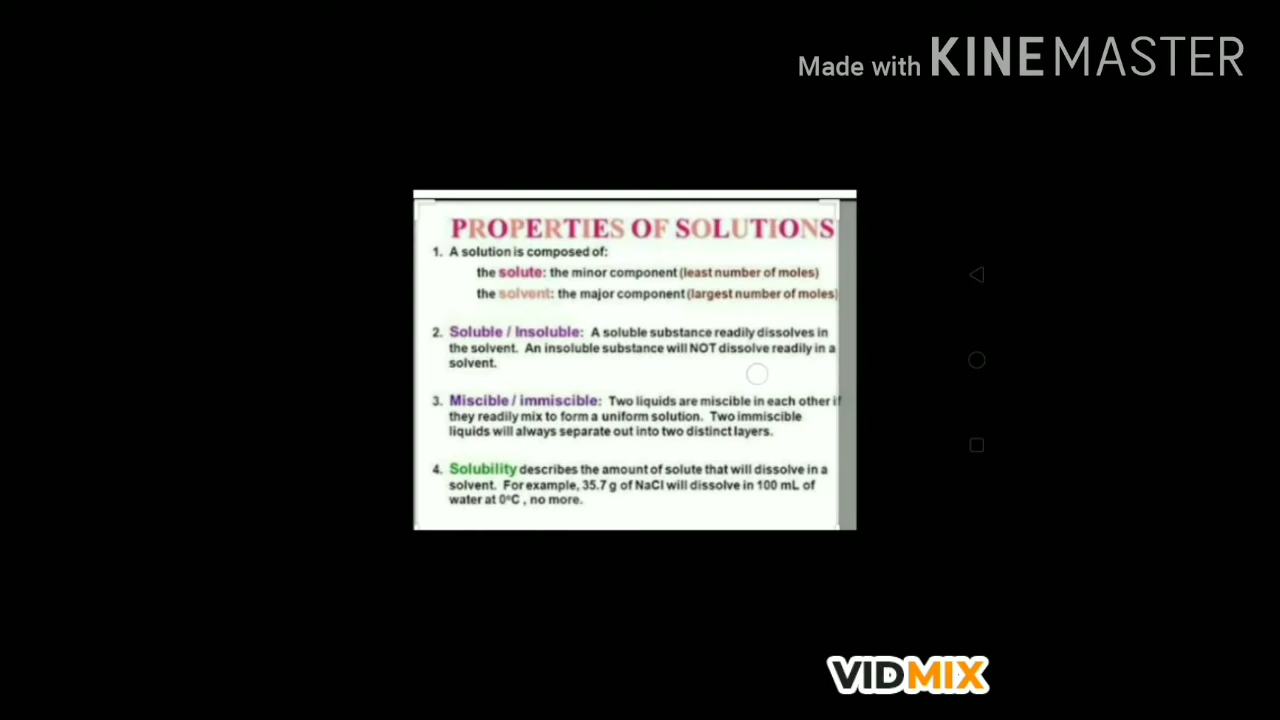 Made with KINEMASTER
PROPERTIES OF SOLUTIONS
1. A solution is composed of:
the solute: the minor component (least number of moles)
the solvent: the major component (largest number of moles)
2. Soluble / Insoluble: A soluble substance readily dissolves in
the solvent. An insoluble substance will NOT dissolve readily in a
solvent.
3. Miscible / immiscible: Two liquids are miscible in each other if
they readily mix to form a uniform solution. Two immiscible
liquids will always separate out into two distinct layers.
4. Solubility describes the amount of solute that will dissolve in a
solvent. For example, 35.7 g of NaCl will dissolve in 100 mL of
water at 0°C , no more.
VIDMIX